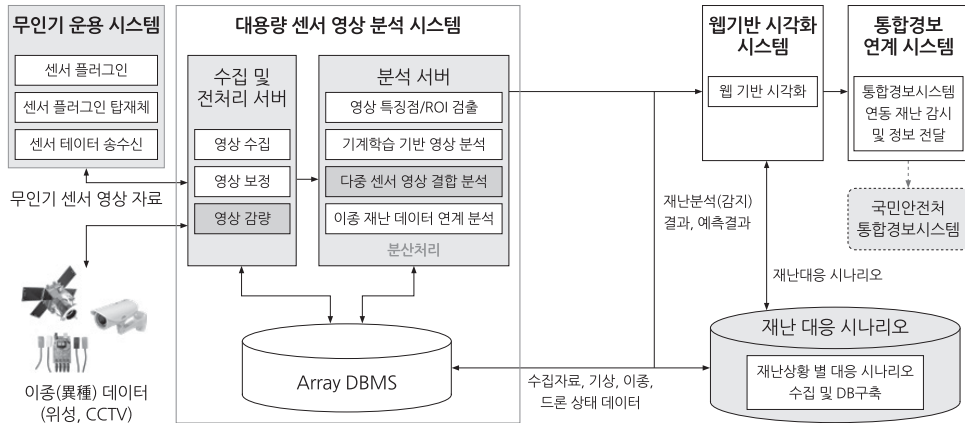 무인기 운용 시스템
센서 플러그인
센서 플러그인 탑재체
센서 테이터 송수신
무인기 센서 영상 자료
이종(異種) 데이터
(위성, CCTV)
대용량 센서 영상 분석 시스템
수집 및
전처리 서버
영상 수집
영상 보정
영상 감량
분석 서버
영상 특징점/ROI 검출
기계학습 기반 영상 분석
다중 센서 영상 결합 분석
이종 재난 데이터 연계 분석
분산처리
Array DBMS
수집자료, 기상, 이종,
드론 상태 데이터
웹기반 시각화
시스템
웹 기반 시각화
재난분석(감지)
결과, 예측결과
재난대응 시나리오
통합경보
연계 시스템
통합경보시스템
연동 재난 감시
및 정보 전달
국민안전처
통합경보시스템
재난 대응 시나리오
재난상황 별 대응 시나리오
수집 및 DB구축